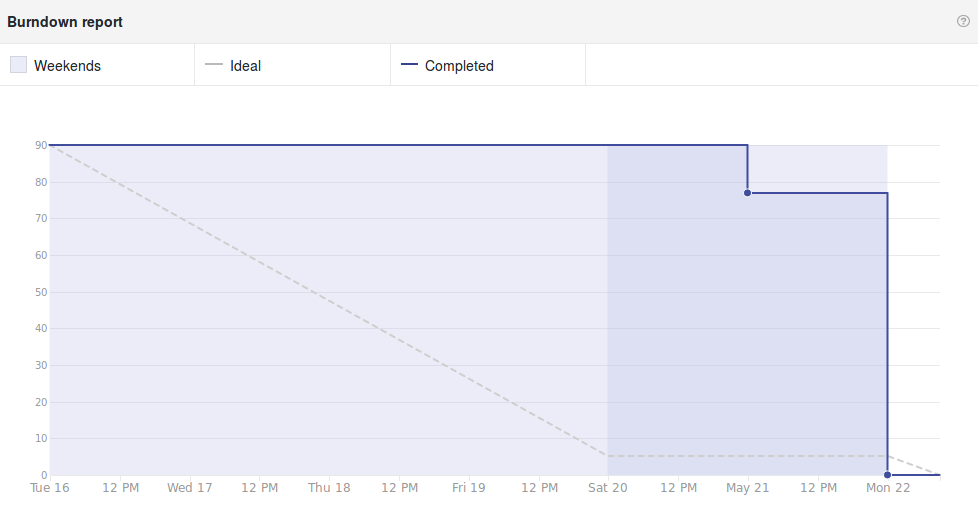 Burndown report
?
Weekends
Ideal
Completed
90
80
70
60
50
40
30
20
10
0
Tue 16 12 PM Wed 17 12 PM Thu 18 12 PM Fri 19 12 PM Sat 20 12 PM May 21 12 PM Mon 22